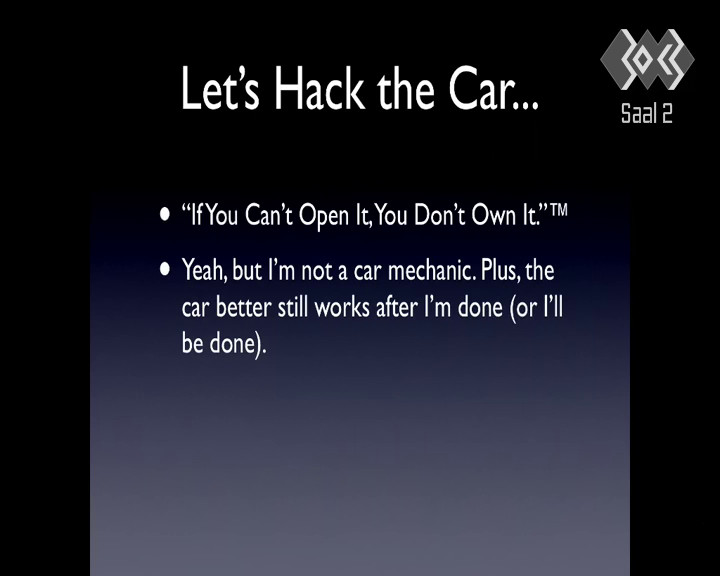 Let's Hack the Car...
Saal 2
• “If You Can't Open It, You Don't Own It.”™
• Yeah, but I'm not a car mechanic. Plus, the
car better still works after I'm done (or I'll
be done).